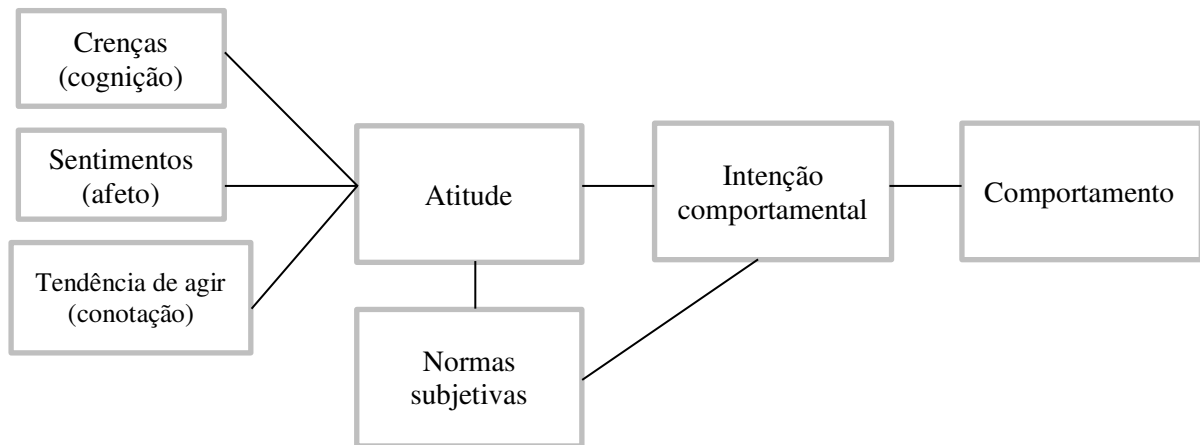 Crenças
(cognição)
Sentimentos
(afeto)
Tendência de agir
(conotação)
Atitude
Normas
subjetivas
Intenção
comportamental
Comportamento